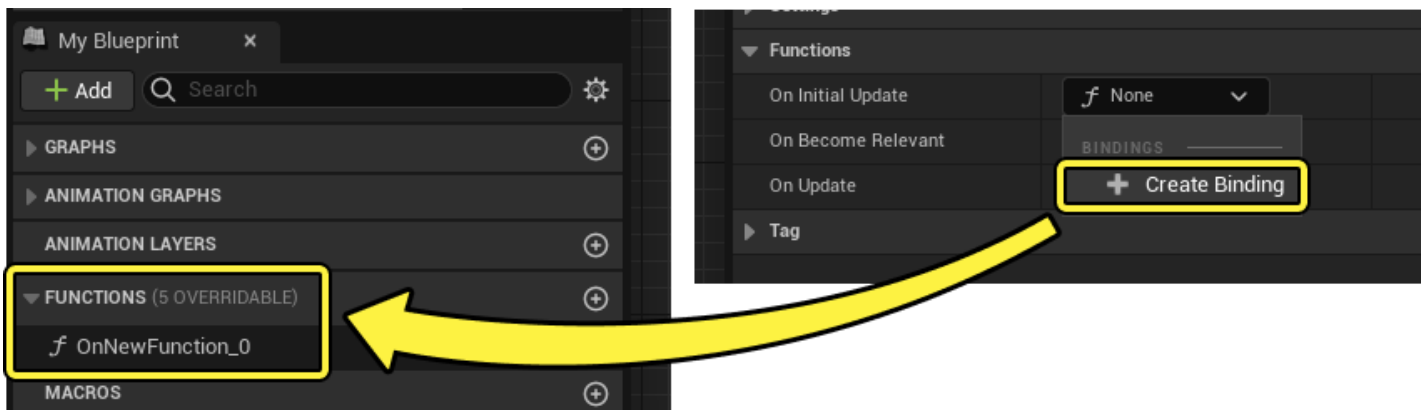 My Blueprint
Add
Search
GRAPHS
ANIMATION GRAPHS
ANIMATION LAYERS
FUNCTIONS (5 OVERRIDABLE)
f OnNewFunction_0
MACROS
Settings
Functions
On Initial Update
f None
On Become Relevant
BINDINGS
On Update
Create Binding
Tag